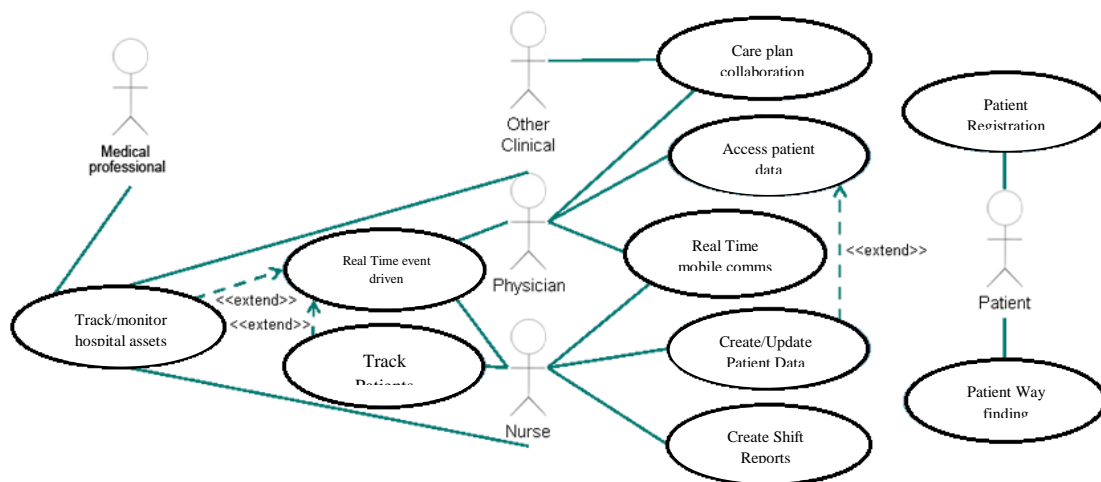 Medical
professional
Other
Clinical
Care plan
collaboration
Patient
Registration
Access patient
data
Physician
Real Time event
driven
Real Time
mobile comms
<<extend>>
Patient
<<extend>>
<<extend>>
Track/monitor
hospital assets
Track
Patients
Create/Update
Patient Data
Nurse
Patient Way
finding
Create Shift
Reports